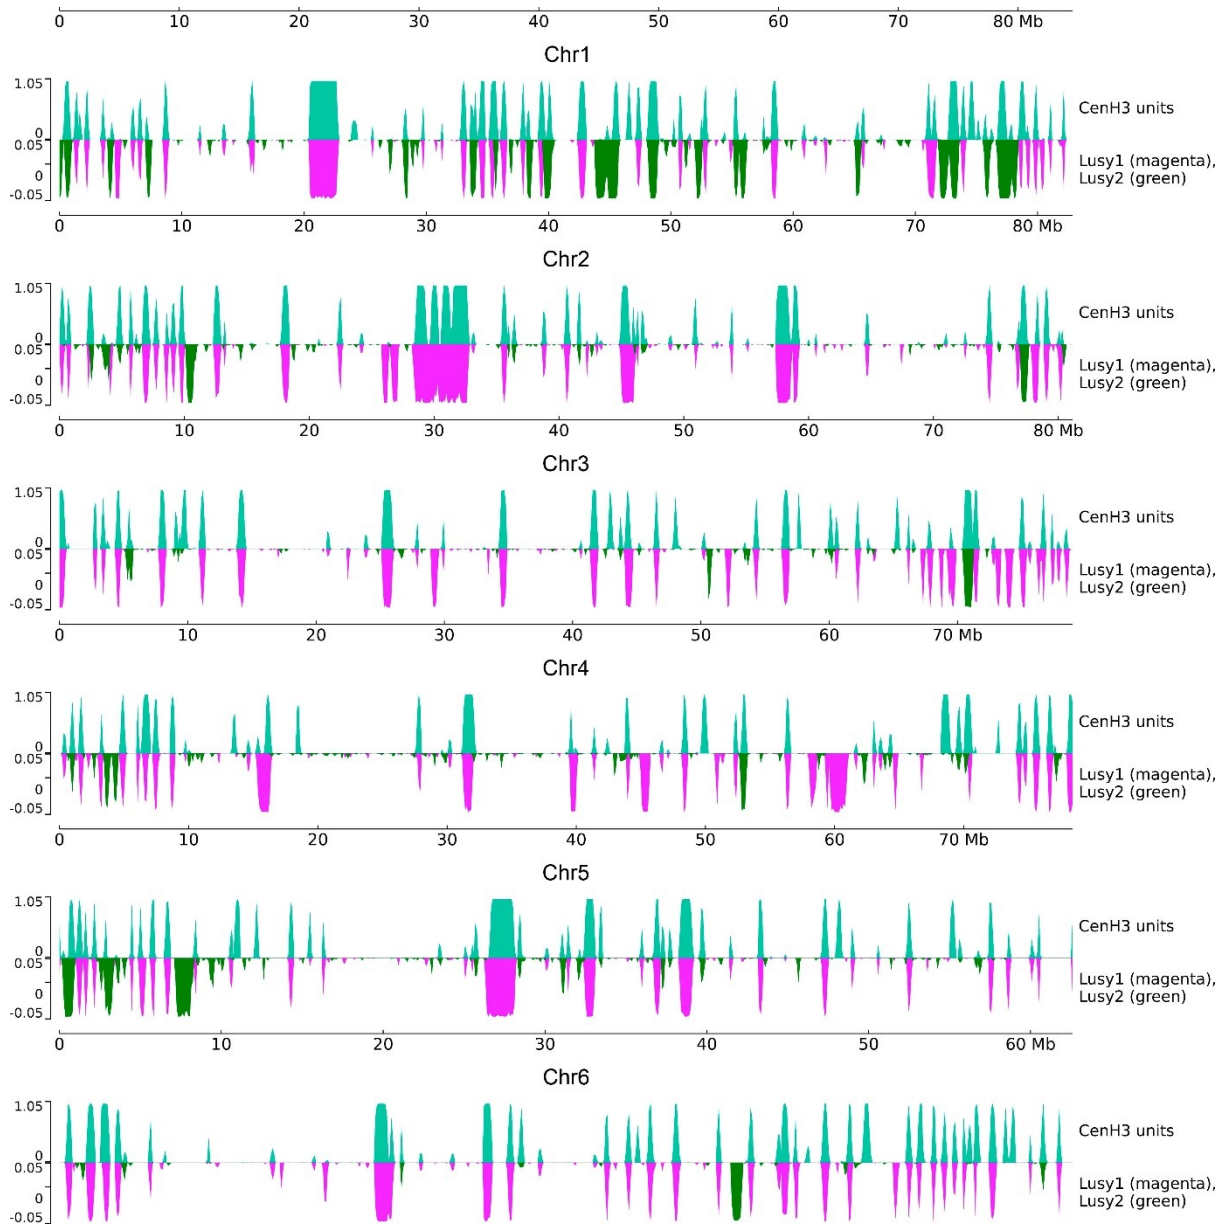 0 10 20 30 40 50 60 70 80 Mb
Chr1
1.05
CenH3 units
0
0.05
Lusy1 (magenta),
0
Lusy2 (green)
-0.05
0 10 20 30 40 50 60 70 80 Mb
Chr2
1.05
CenH3 units
0
0.05
Lusy1 (magenta),
0
Lusy2 (green)
-0.05
0 10 20 30 40 50 60 70 80 Mb
Chr3
1.05
CenH3 units
0
0.05
Lusy1 (magenta),
0
Lusy2 (green)
-0.05
0 10 20 30 40 50 60 70 Mb
Chr4
1.05
CenH3 units
0
0.05
Lusy1 (magenta),
0
Lusy2 (green)
-0.05
0 10 20 30 40 50 60 70 Mb
Chr5
1.05
CenH3 units
0
0.05
Lusy1 (magenta),
0
Lusy2 (green)
-0.05
0 10 20 30 40 50 60 Mb
Chr6
1.05
CenH3 units
0
0.05
Lusy1 (magenta),
0
Lusy2 (green)
-0.05